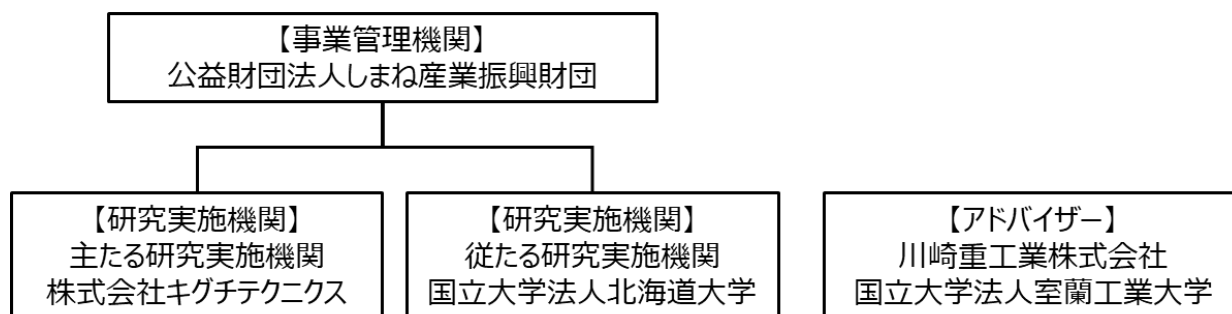 【事業管理機関】
公益財団法人しまね産業振興財団
【研究実施機関】
主たる研究実施機関
株式会社キグチテクニクス
【研究実施機関】
従たる研究実施機関
国立大学法人北海道大学
【アドバイザー】
川崎重工業株式会社
国立大学法人室蘭工業大学